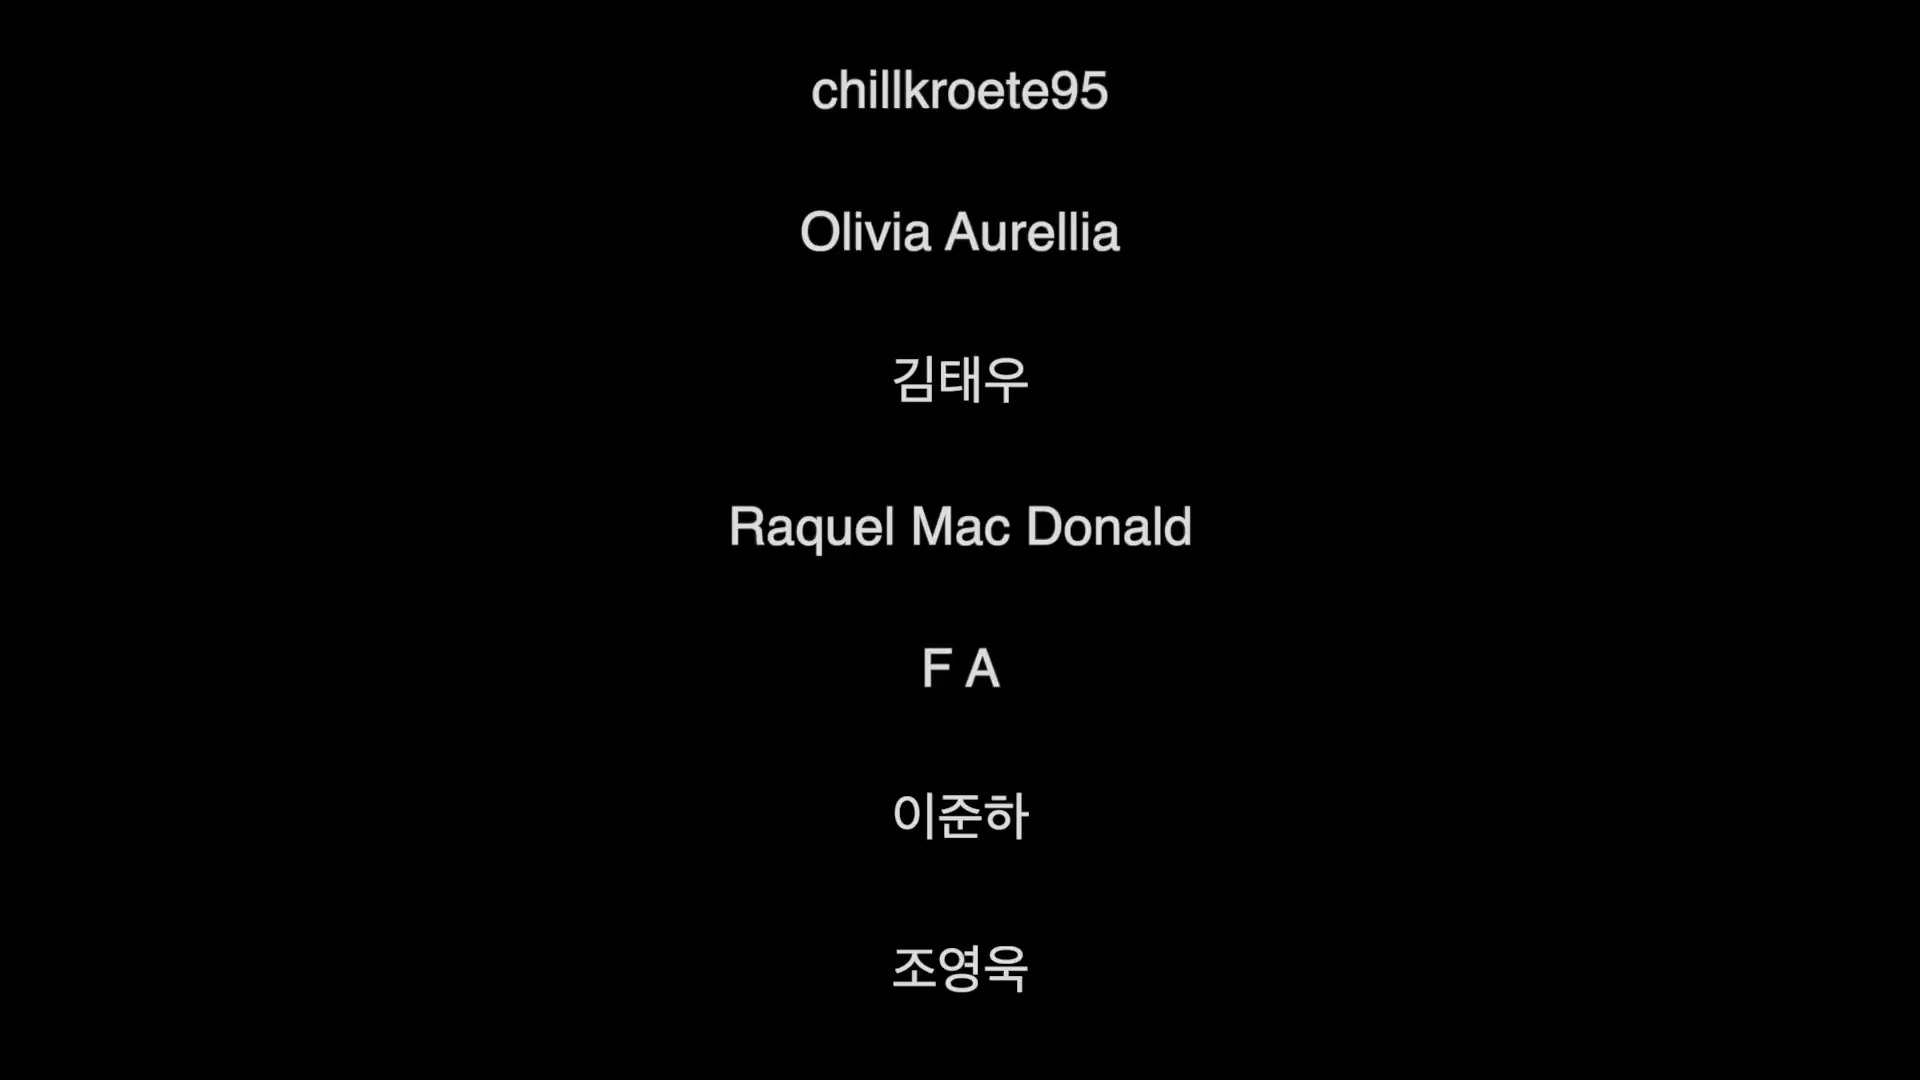 chillkroete95
Olivia Aurellia
김태우
Raquel Mac Donald
F A
이준하
조영욱